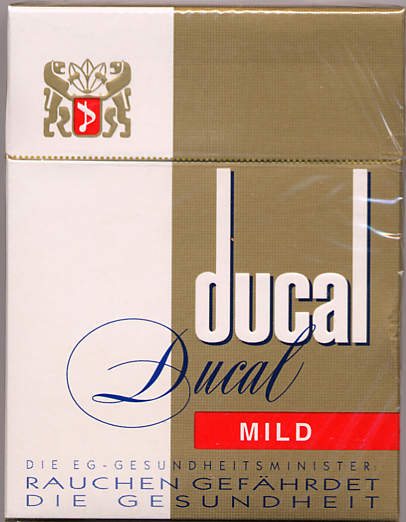 ducal
Ducal
MILD
DIE EG-GESUNDHEITSMINISTER:
RAUCHEN GEFÄHRDET
DIE GESUNDHEIT